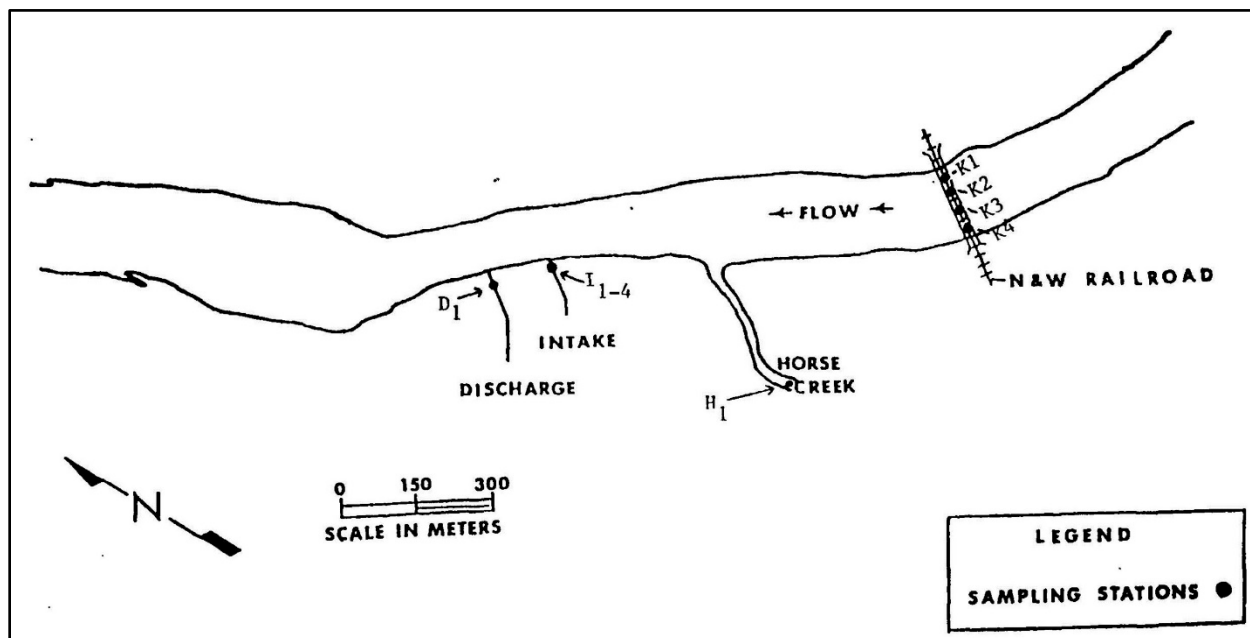 K1
K2
K3
K4
← FLOW ←
N&W RAILROAD
I1-4
D1
INTAKE
DISCHARGE
HORSE
CREEK
H1
N
0 150 300
SCALE IN METERS
LEGEND
SAMPLING STATIONS